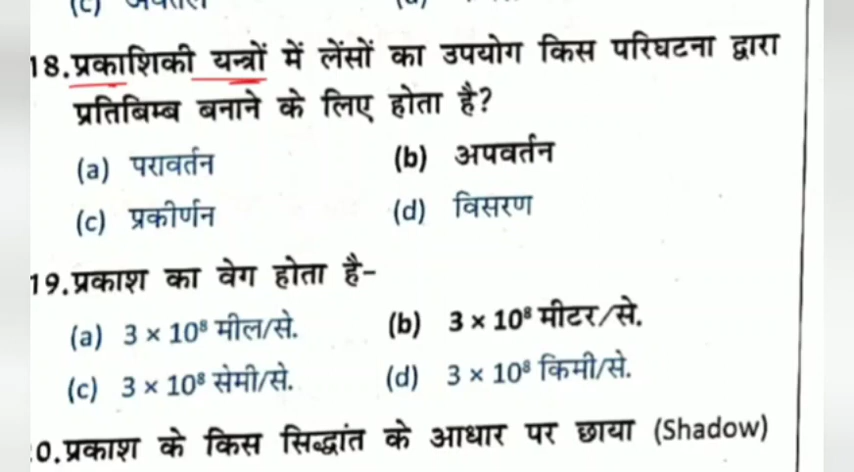 (c)
18.प्रकाशिकी यन्त्रों में लेंसों का उपयोग किस परिघटना द्वारा
प्रतिबिम्ब बनाने के लिए होता है?
(a) परावर्तन (b) अपवर्तन
(c) प्रकीर्णन (d) विसरण
19.प्रकाश का वेग होता है-
(a) 3 × 10⁸ मील/से. (b) 3 × 10⁸ मीटर/से.
(c) 3 × 10⁸ सेमी/से. (d) 3 × 10⁸ किमी/से.
0.प्रकाश के किस सिद्धांत के आधार पर छाया (Shadow)